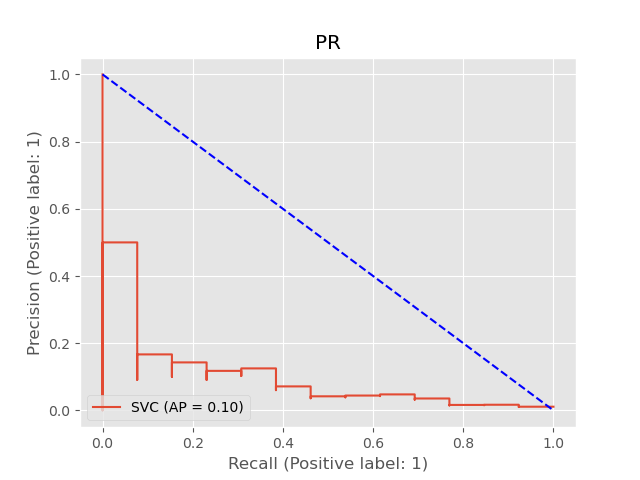 PR
Precision (Positive label: 1)
1.0
0.8
0.6
0.4
0.2
0.0
SVC (AP = 0.10)
0.0 0.2 0.4 0.6 0.8 1.0
Recall (Positive label: 1)